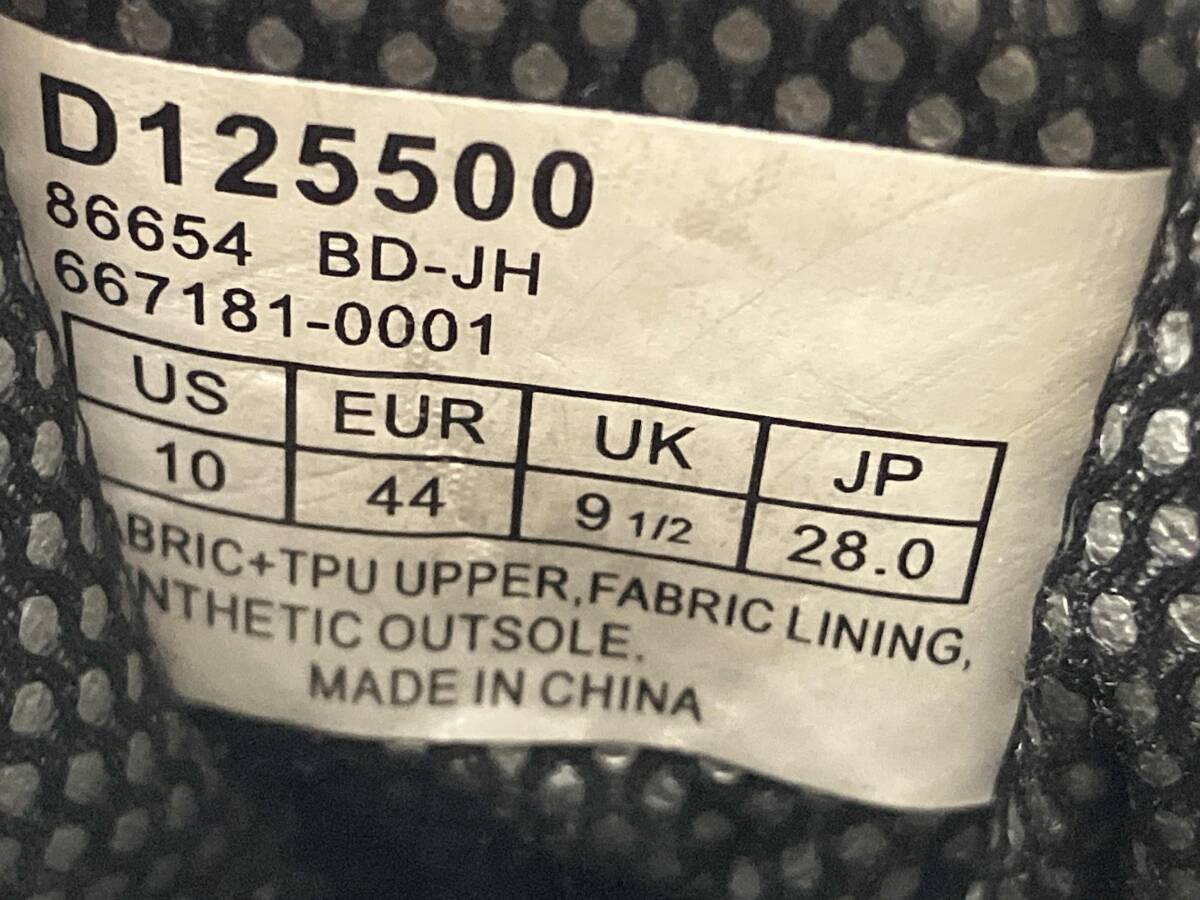 D125500
86654 BD-JH
667181-0001
US EUR UK JP
10 44 9 1/2 28.0
ABRIC+TPU UPPER,FABRIC LINING,
NTHETIC OUTSOLE.
MADE IN CHINA